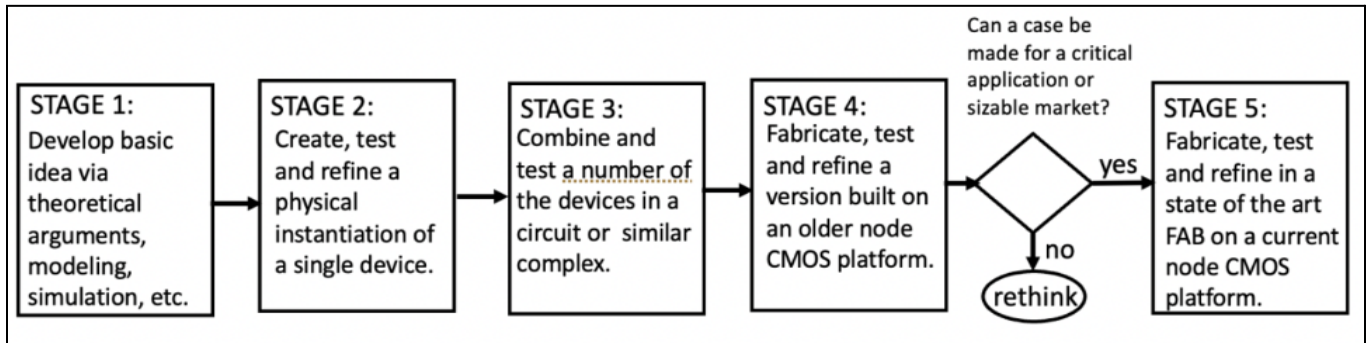 STAGE 1:
Develop basic
idea via
theoretical
arguments,
modeling,
simulation, etc.
STAGE 2:
Create, test
and refine a
physical
instantiation of
a single device.
STAGE 3:
Combine and
test a number of
the devices in a
circuit or similar
complex.
STAGE 4:
Fabricate, test
and refine a
version built on
an older node
CMOS platform.
Can a case be
made for a critical
application or
sizable market?
yes
no
rethink
STAGE 5:
Fabricate, test
and refine in a
state of the art
FAB on a current
node CMOS
platform.